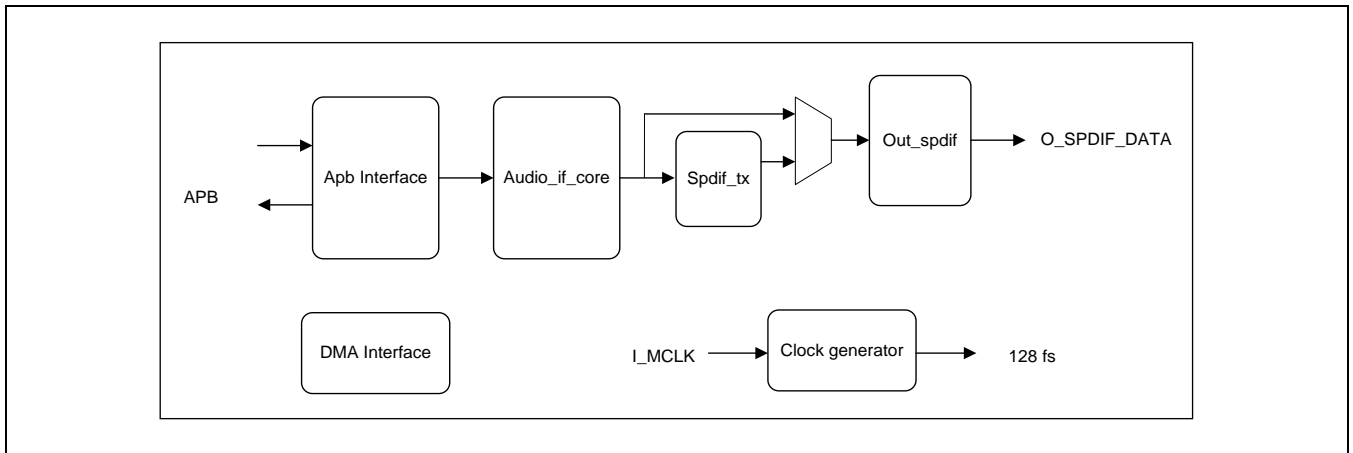 Apb Interface
Audio_if_core
Spdif_tx
Out_spdif
O_SPDIF_DATA
APB
DMA Interface
I_MCLK
Clock generator
128 fs